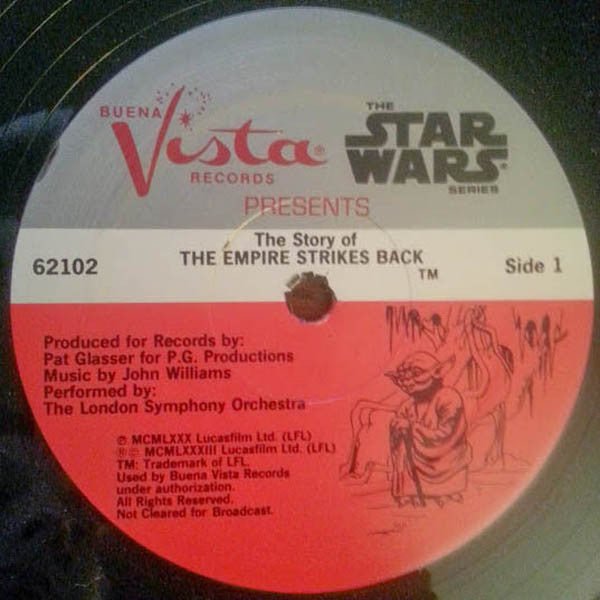 BUENA
Vista®
RECORDS
THE
STAR
WARS®
SERIES
PRESENTS
The Story of
THE EMPIRE STRIKES BACK
TM
62102
Side 1
Produced for Records by:
Pat Glasser for P.G. Productions
Music by John Williams
Performed by:
The London Symphony Orchestra
℗ MCMLXXX Lucasfilm Ltd. (LFL)
℗© MCMLXXXIII Lucasfilm Ltd. (LFL)
TM: Trademark of LFL.
Used by Buena Vista Records
under authorization.
All Rights Reserved.
Not Cleared for Broadcast.